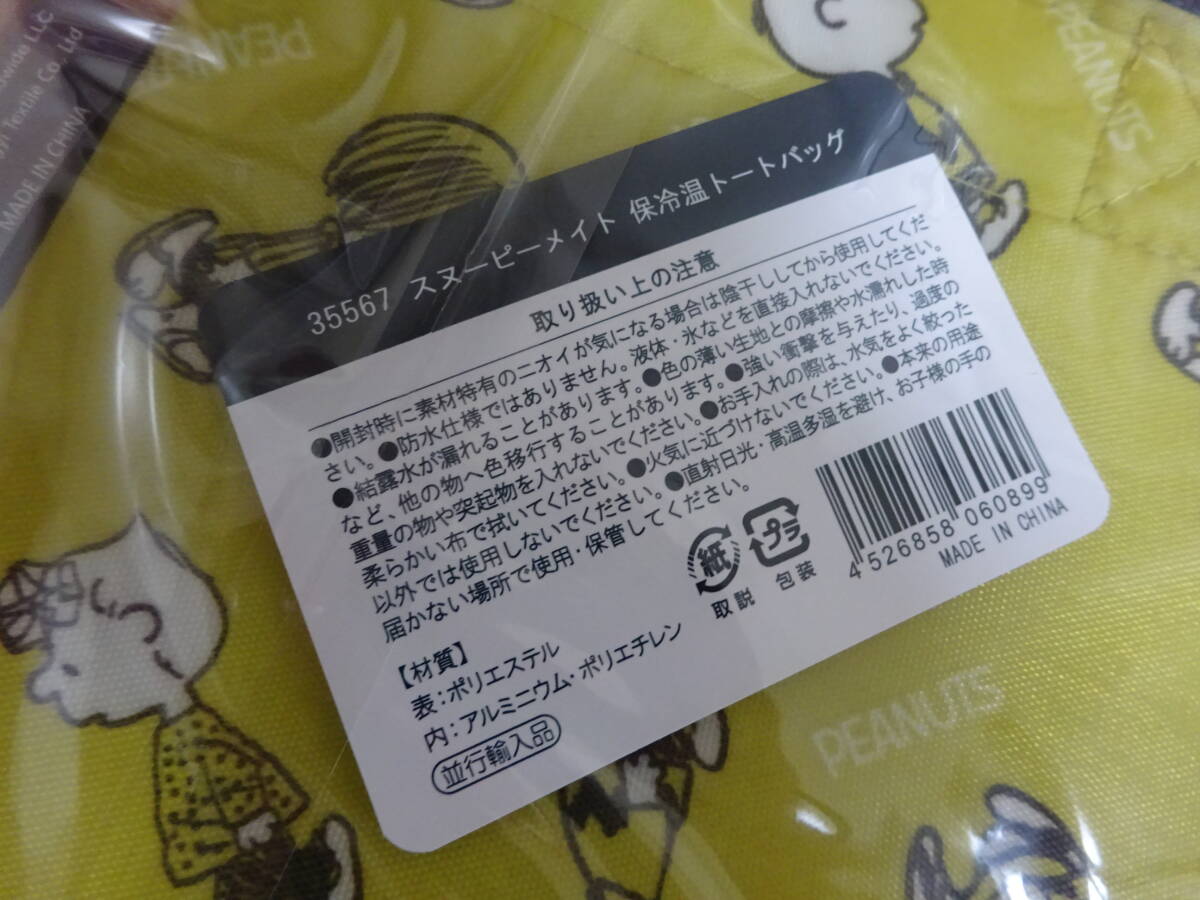 PEANUTS
PEANUTS
Textile Co., Ltd
MADE IN CHINA
35567 スヌーピーメイト 保冷温トートバッグ
取り扱い上の注意
●開封時に素材特有のニオイが気になる場合は陰干ししてから使用してくだ
さい。●防水仕様ではありません。液体・氷などを直接入れないでください。
●結露水が漏れることがあります。●色の薄い生地との摩擦や水濡れした時
など、他の物へ色移行することがあります。●強い衝撃を与えたり、過度の
重量の物や突起物を入れないでください。●お手入れの際は、水気をよく絞った
柔らかい布で拭いてください。●火気に近づけないでください。●本来の用途
以外では使用しないでください。●直射日光・高温多湿を避け、お子様の手の
届かない場所で使用・保管してください。
【材質】
表:ポリエステル
内:アルミニウム・ポリエチレン
並行輸入品
紙
取説
プラ
包装
4 526858 060899
MADE IN CHINA
PEANUTS